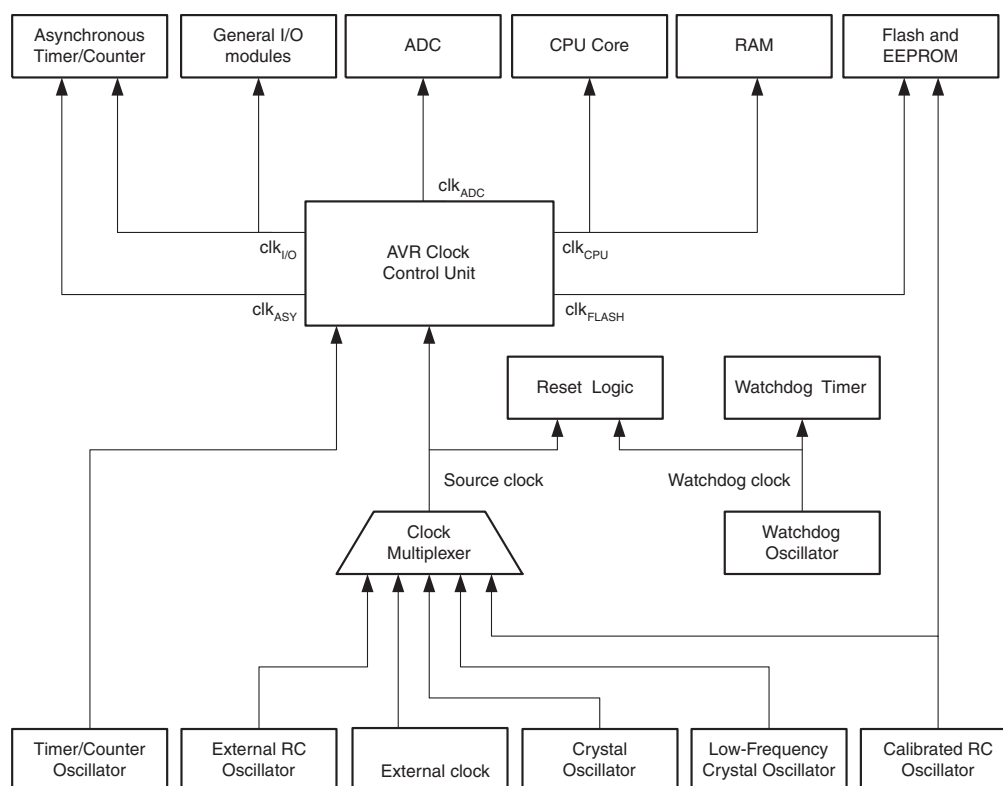 Asynchronous
Timer/Counter
General I/O
modules
ADC
CPU Core
RAM
Flash and
EEPROM
clkADC
clkI/O
AVR Clock
Control Unit
clkCPU
clkASY
clkFLASH
Reset Logic
Watchdog Timer
Source clock
Watchdog clock
Clock
Multiplexer
Watchdog
Oscillator
Timer/Counter
Oscillator
External RC
Oscillator
External clock
Crystal
Oscillator
Low-Frequency
Crystal Oscillator
Calibrated RC
Oscillator